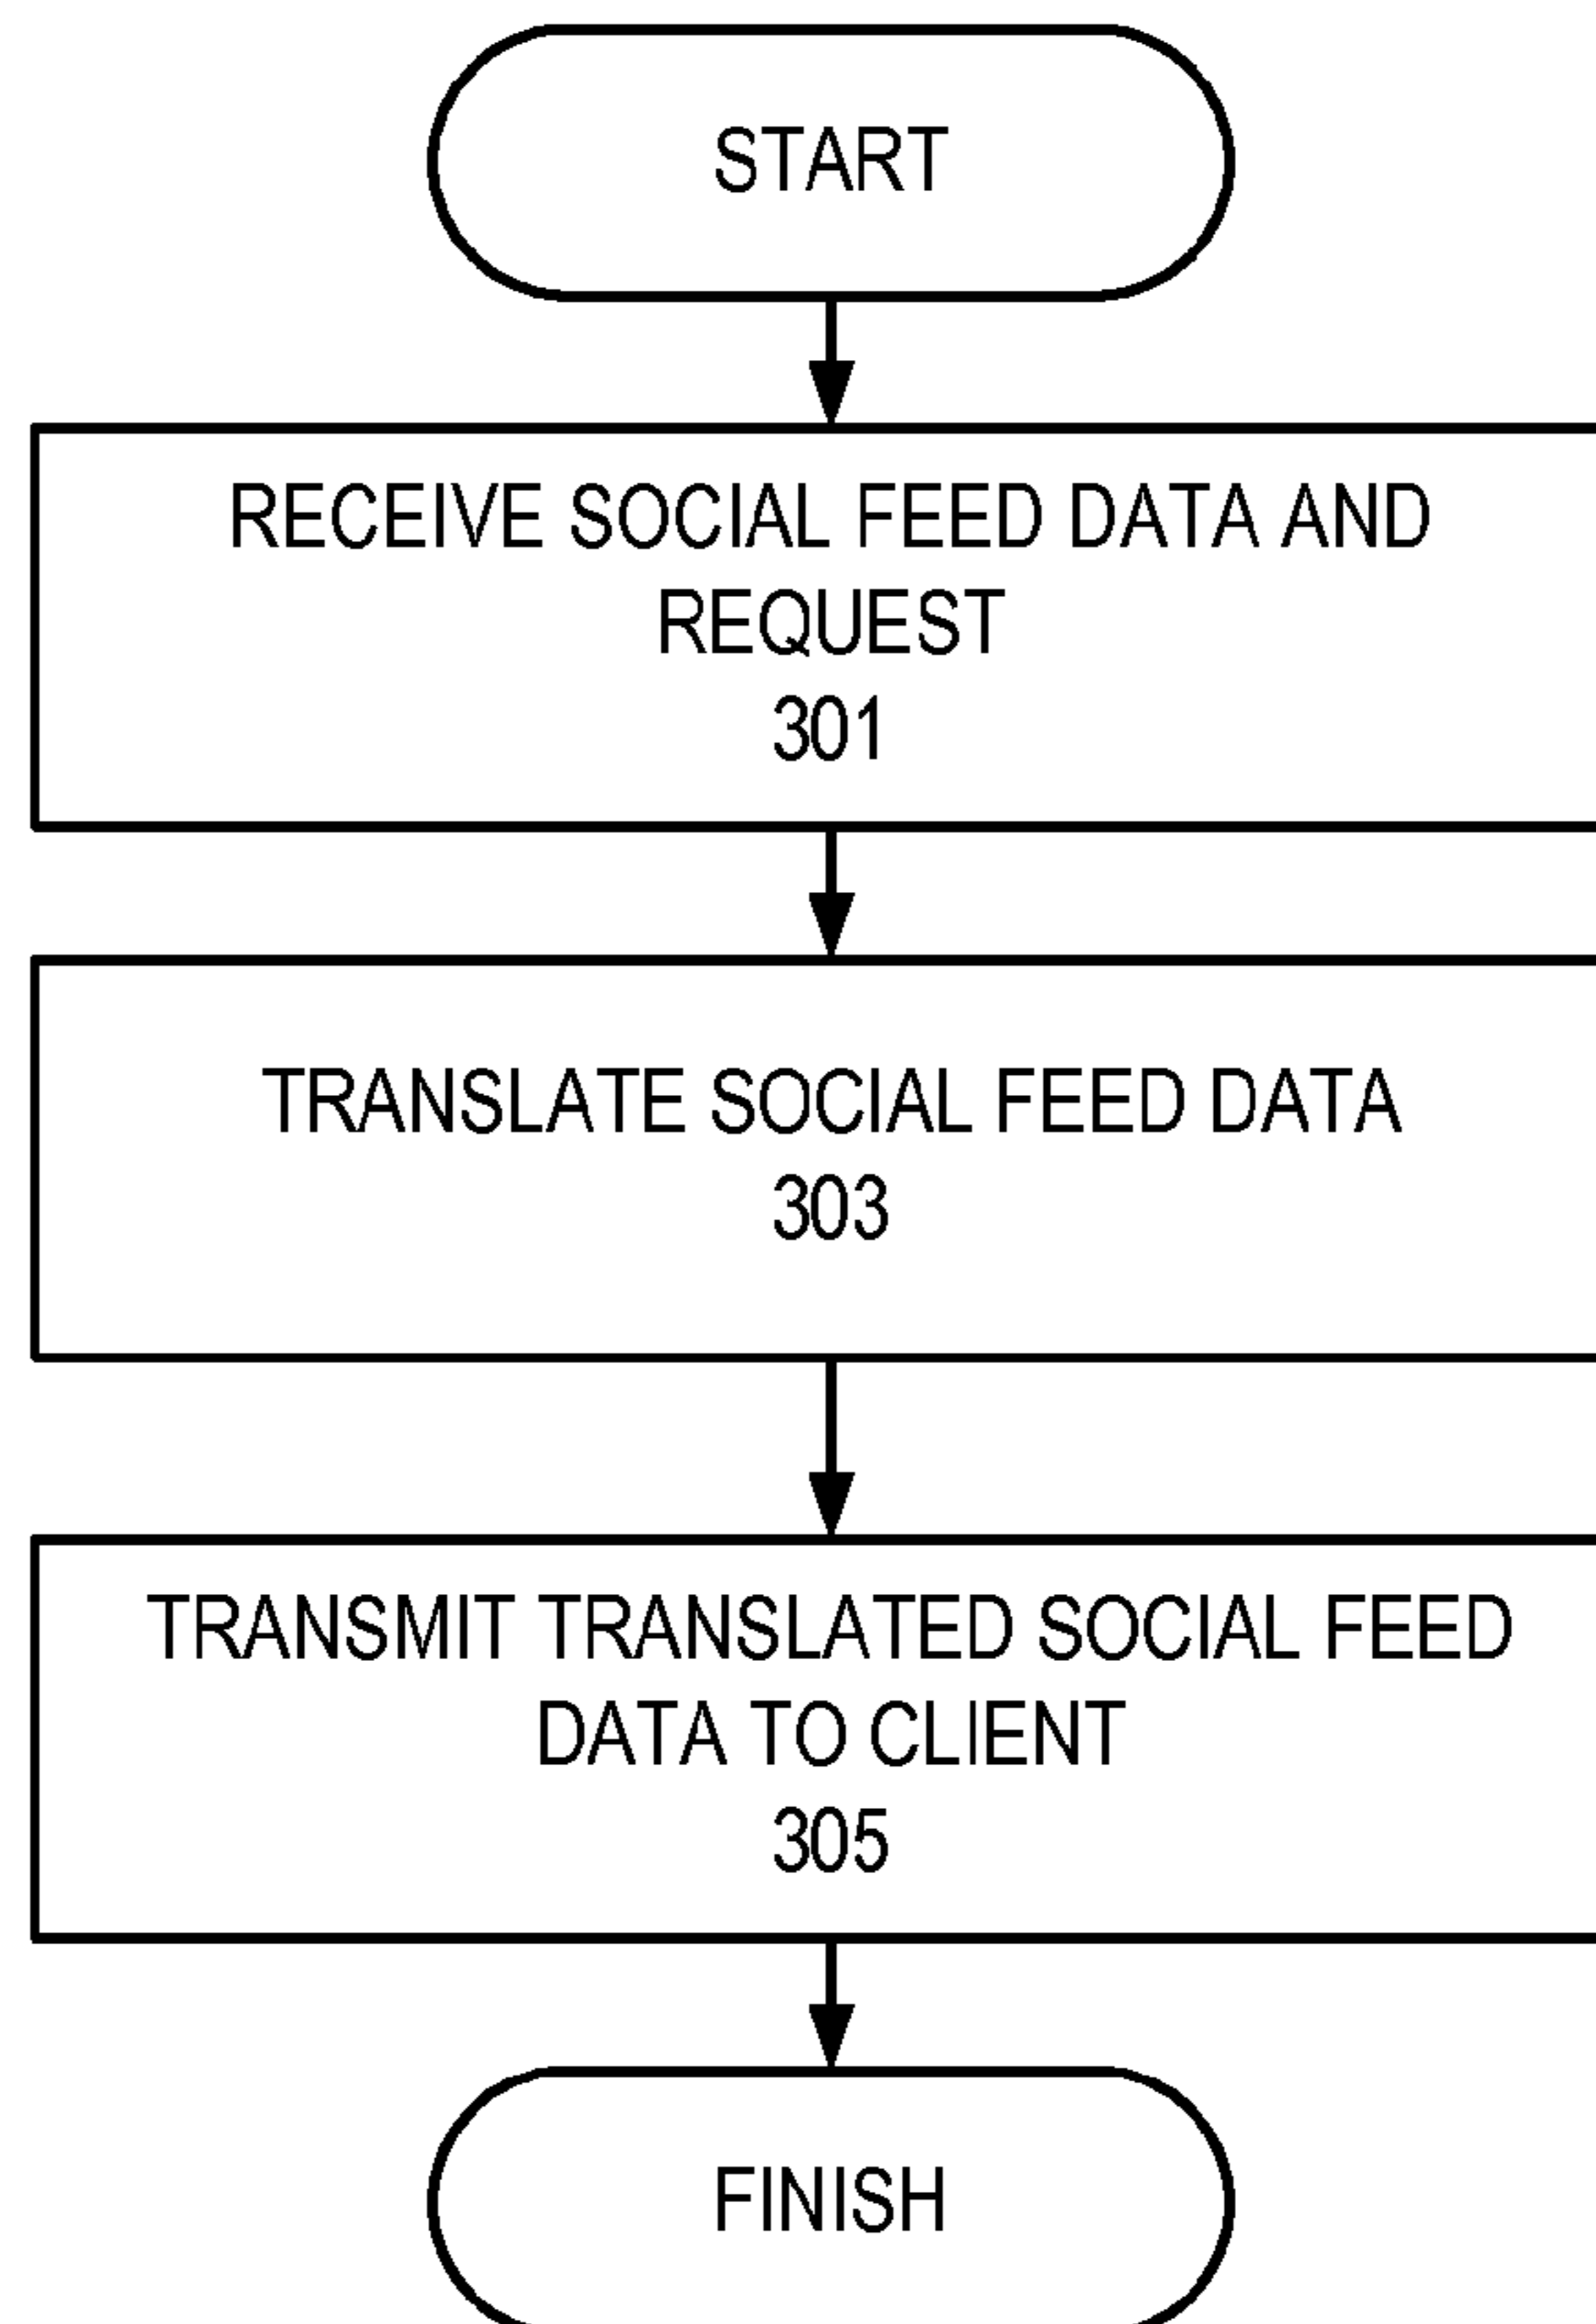 START
RECEIVE SOCIAL FEED DATA AND
REQUEST
301
TRANSLATE SOCIAL FEED DATA
303
TRANSMIT TRANSLATED SOCIAL FEED
DATA TO CLIENT
305
FINISH